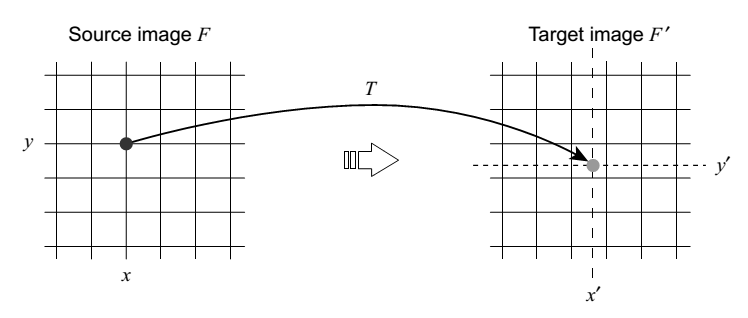 Source image F
Target image F′
T
y
y′
x
x′